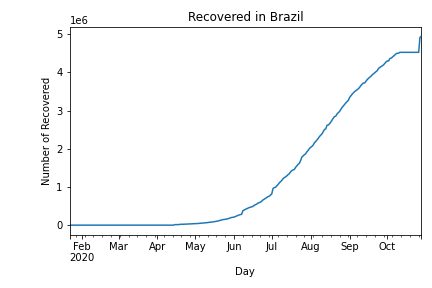 Recovered in Brazil
1e6
5
4
3
2
1
0
Number of Recovered
Feb Mar Apr May Jun Jul Aug Sep Oct
2020
Day